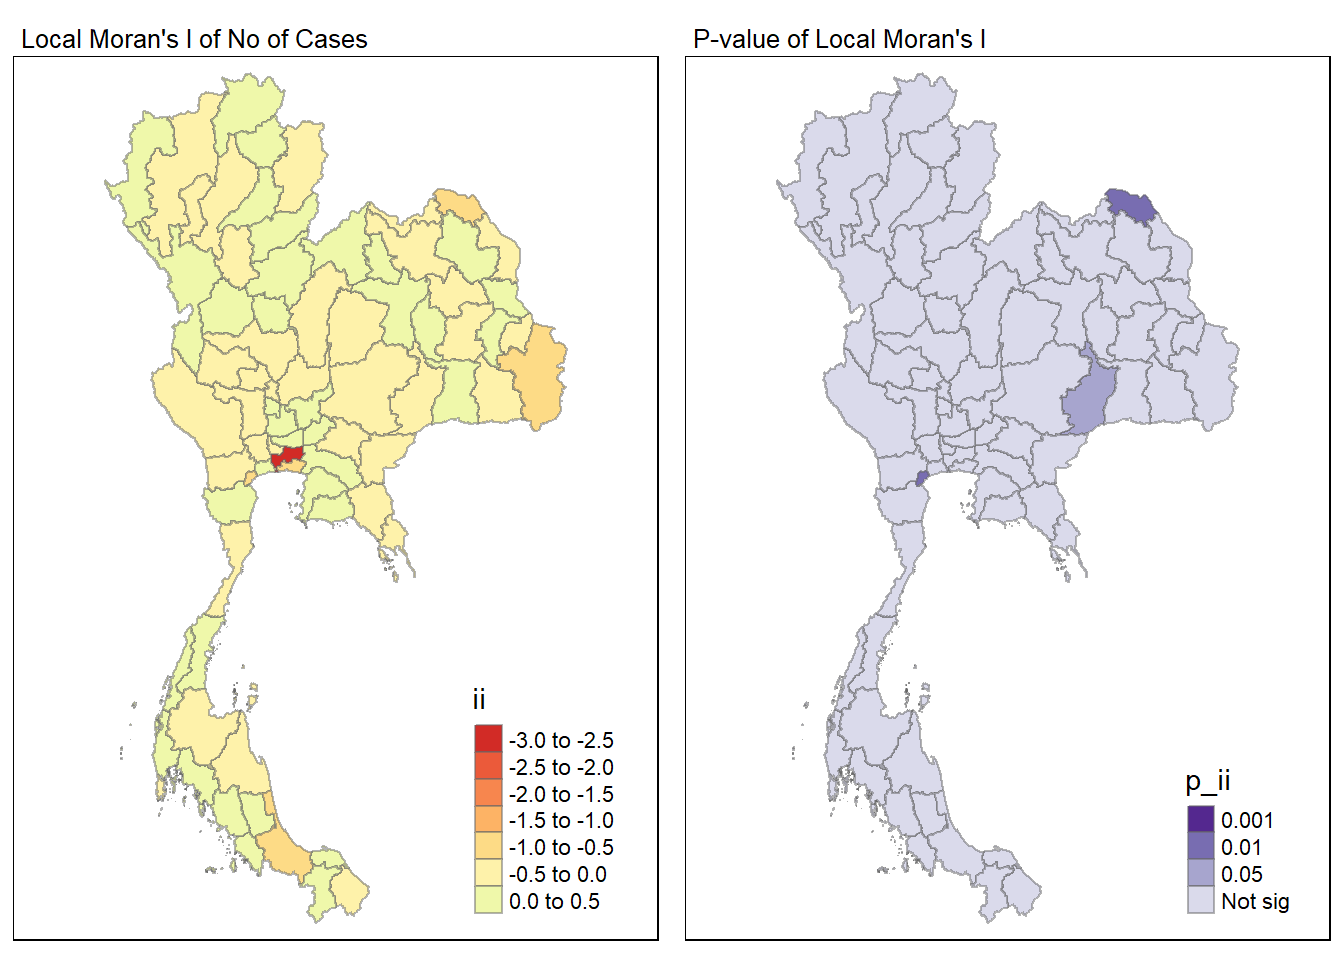 Local Moran's I of No of Cases
P-value of Local Moran's I
ii
-3.0 to -2.5
-2.5 to -2.0
-2.0 to -1.5
-1.5 to -1.0
-1.0 to -0.5
-0.5 to 0.0
0.0 to 0.5
p_ii
0.001
0.01
0.05
Not sig